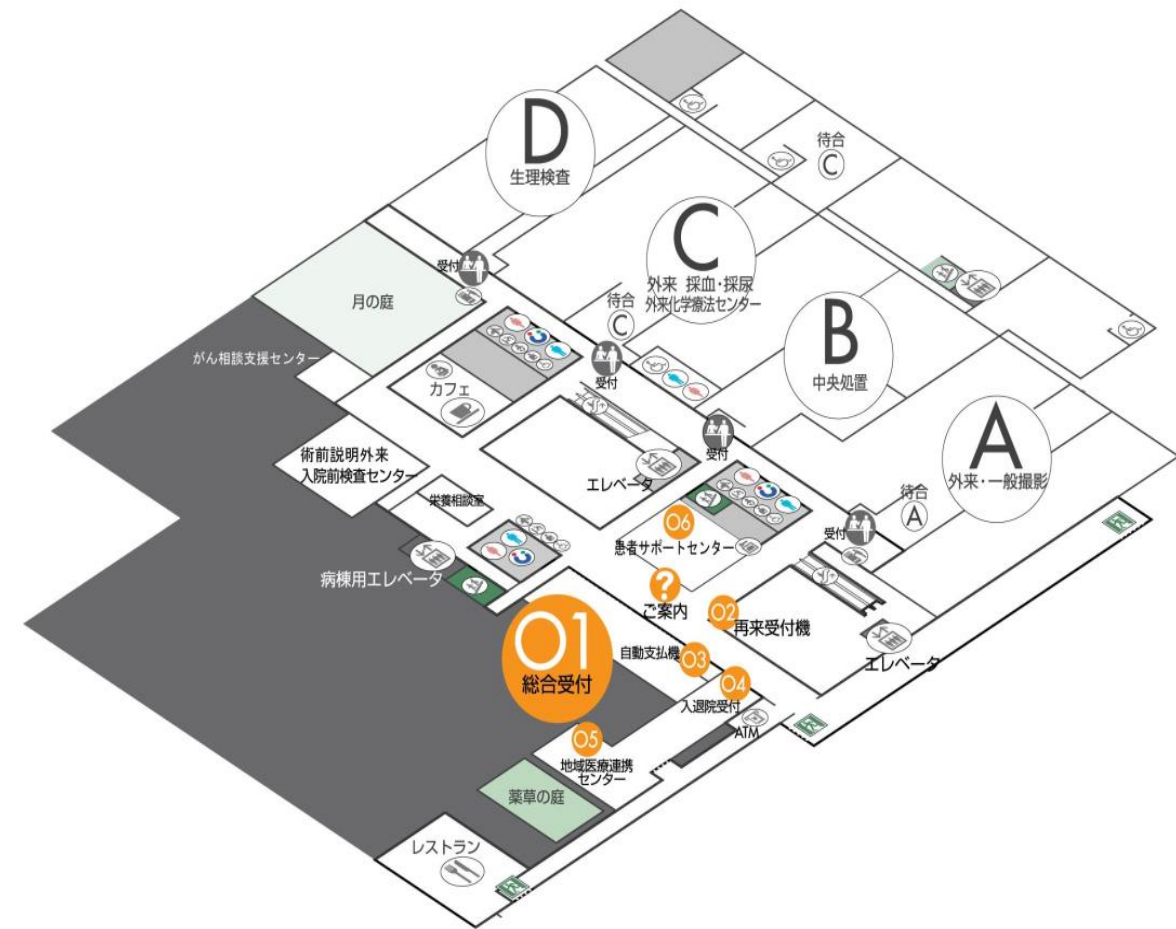 D
生理検査
待合
C
C
外来 採血・採尿
外来化学療法センター
受付
月の庭
待合
C
B
中央処置
がん相談支援センター
カフェ
受付
A
外来・一般撮影
受付
術前説明外来
入院前検査センター
エレベータ
待合
A
栄養相談室
受付
06
患者サポートセンター
病棟用エレベータ
?
ご案内
02
再来受付機
01
総合受付
自動支払機
03
エレベータ
04
入退院受付
ATM
05
地域医療連携
センター
薬草の庭
レストラン